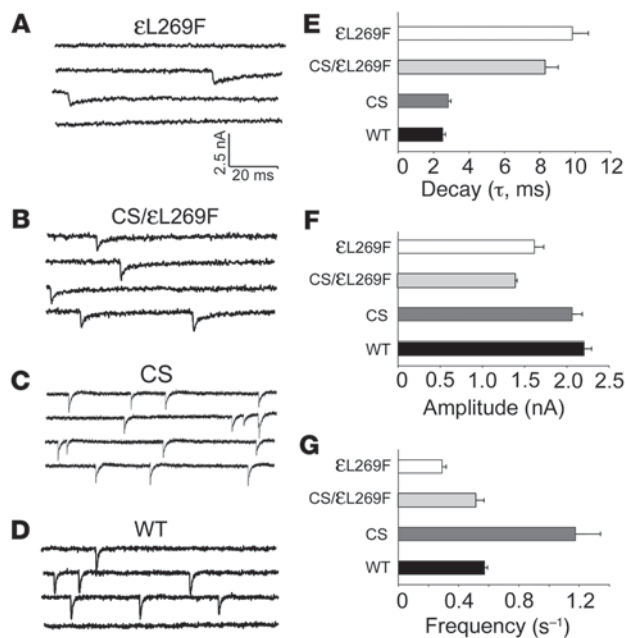 A
εL269F
2.5 nA
20 ms
B
CS/εL269F
C
CS
D
WT
E
εL269F
CS/εL269F
CS
WT
0 2 4 6 8 10 12
Decay (τ, ms)
F
εL269F
CS/εL269F
CS
WT
0 0.5 1.0 1.5 2.0 2.5
Amplitude (nA)
G
εL269F
CS/εL269F
CS
WT
0 0.4 0.8 1.2
Frequency (s⁻¹)